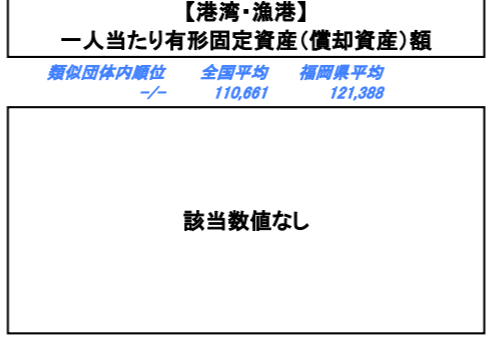 【港湾・漁港】
一人当たり有形固定資産（償却資産）額
類似団体内順位 全国平均 福岡県平均
-/- 110,661 121,388
該当数値なし